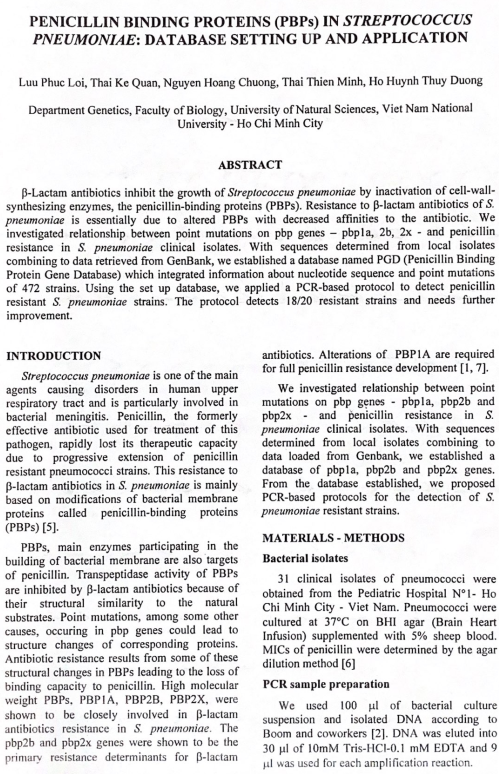 PENICILLIN BINDING PROTEINS (PBPs) IN STREPTOCOCCUS
PNEUMONIAE: DATABASE SETTING UP AND APPLICATION
Luu Phuc Loi, Thai Ke Quan, Nguyen Hoang Chuong, Thai Thien Minh, Ho Huynh Thuy Duong
Department Genetics, Faculty of Biology, University of Natural Sciences, Viet Nam National
University - Ho Chi Minh City
ABSTRACT
β-Lactam antibiotics inhibit the growth of Streptococcus pneumoniae by inactivation of cell-wall-
synthesizing enzymes, the penicillin-binding proteins (PBPs). Resistance to β-lactam antibiotics of S.
pneumoniae is essentially due to altered PBPs with decreased affinities to the antibiotic. We
investigated relationship between point mutations on pbp genes – pbp1a, 2b, 2x - and penicillin
resistance in S. pneumoniae clinical isolates. With sequences determined from local isolates
combining to data retrieved from GenBank, we established a database named PGD (Penicillin Binding
Protein Gene Database) which integrated information about nucleotide sequence and point mutations
of 472 strains. Using the set up database, we applied a PCR-based protocol to detect penicillin
resistant S. pneumoniae strains. The protocol detects 18/20 resistant strains and needs further
improvement.
INTRODUCTION
Streptococcus pneumoniae is one of the main
agents causing disorders in human upper
respiratory tract and is particularly involved in
bacterial meningitis. Penicillin, the formerly
effective antibiotic used for treatment of this
pathogen, rapidly lost its therapeutic capacity
due to progressive extension of penicillin
resistant pneumococci strains. This resistance to
β-lactam antibiotics in S. pneumoniae is mainly
based on modifications of bacterial membrane
proteins called penicillin-binding proteins
(PBPs) [5].
PBPs, main enzymes participating in the
building of bacterial membrane are also targets
of penicillin. Transpeptidase activity of PBPs
are inhibited by β-lactam antibiotics because of
their structural similarity to the natural
substrates. Point mutations, among some other
causes, occuring in pbp genes could lead to
structure changes of corresponding proteins.
Antibiotic resistance results from some of these
structural changes in PBPs leading to the loss of
binding capacity to penicillin. High molecular
weight PBPs, PBP1A, PBP2B, PBP2X, were
shown to be closely involved in β-lactam
antibiotics resistance in S. pneumoniae. The
pbp2b and pbp2x genes were shown to be the
primary resistance determinants for β-lactam
antibiotics. Alterations of PBP1A are required
for full penicillin resistance development [1, 7].
We investigated relationship between point
mutations on pbp genes - pbp1a, pbp2b and
pbp2x - and penicillin resistance in S.
pneumoniae clinical isolates. With sequences
determined from local isolates combining to
data loaded from Genbank, we established a
database of pbp1a, pbp2b and pbp2x genes.
From the database established, we proposed
PCR-based protocols for the detection of S.
pneumoniae resistant strains.
MATERIALS - METHODS
Bacterial isolates
31 clinical isolates of pneumococci were
obtained from the Pediatric Hospital N°1- Ho
Chi Minh City - Viet Nam. Pneumococci were
cultured at 37°C on BHI agar (Brain Heart
Infusion) supplemented with 5% sheep blood.
MICs of penicillin were determined by the agar
dilution method [6]
PCR sample preparation
We used 100 µl of bacterial culture
suspension and isolated DNA according to
Boom and coworkers [2]. DNA was eluted into
30 µl of 10mM Tris-HCl-0.1 mM EDTA and 9
µl was used for each amplification reaction.